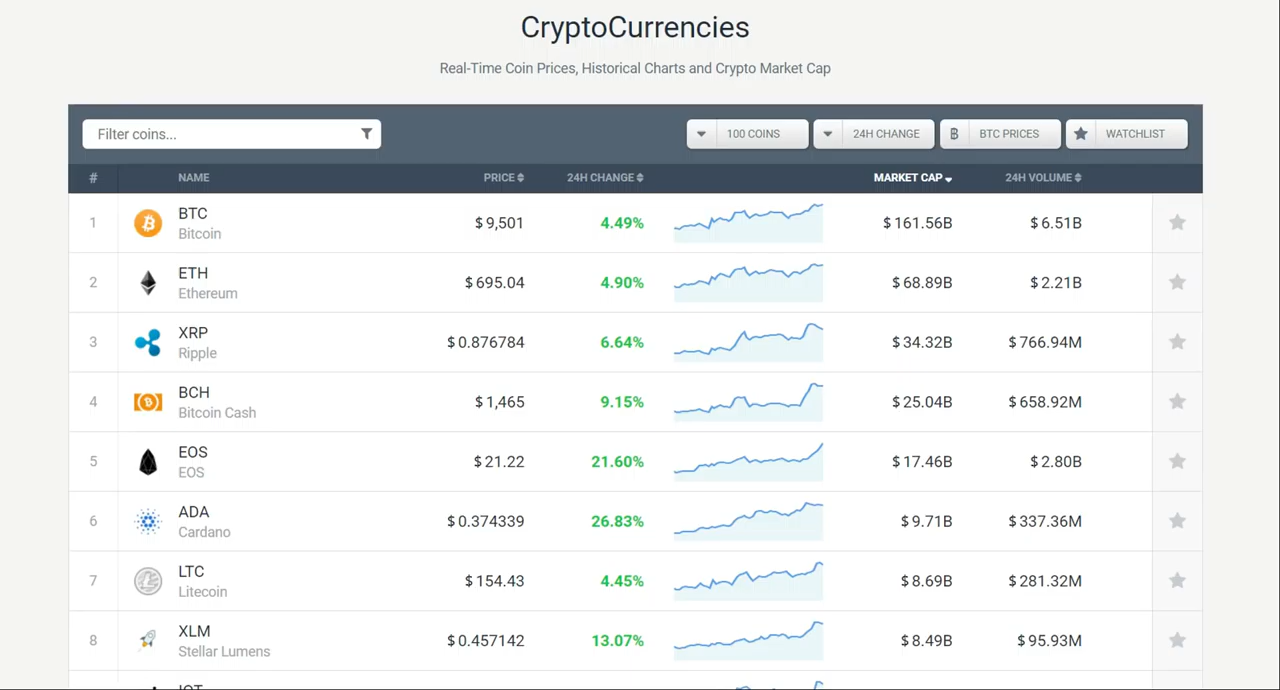 CryptoCurrencies
Real-Time Coin Prices, Historical Charts and Crypto Market Cap
Filter coins... 100 COINS 24H CHANGE BTC PRICES WATCHLIST
# NAME PRICE 24H CHANGE MARKET CAP 24H VOLUME
1 BTC $ 9,501 4.49% $ 161.56B $ 6.51B
Bitcoin
2 ETH $ 695.04 4.90% $ 68.89B $ 2.21B
Ethereum
3 XRP $ 0.876784 6.64% $ 34.32B $ 766.94M
Ripple
4 BCH $ 1,465 9.15% $ 25.04B $ 658.92M
Bitcoin Cash
5 EOS $ 21.22 21.60% $ 17.46B $ 2.80B
EOS
6 ADA $ 0.374339 26.83% $ 9.71B $ 337.36M
Cardano
7 LTC $ 154.43 4.45% $ 8.69B $ 281.32M
Litecoin
8 XLM $ 0.457142 13.07% $ 8.49B $ 95.93M
Stellar Lumens